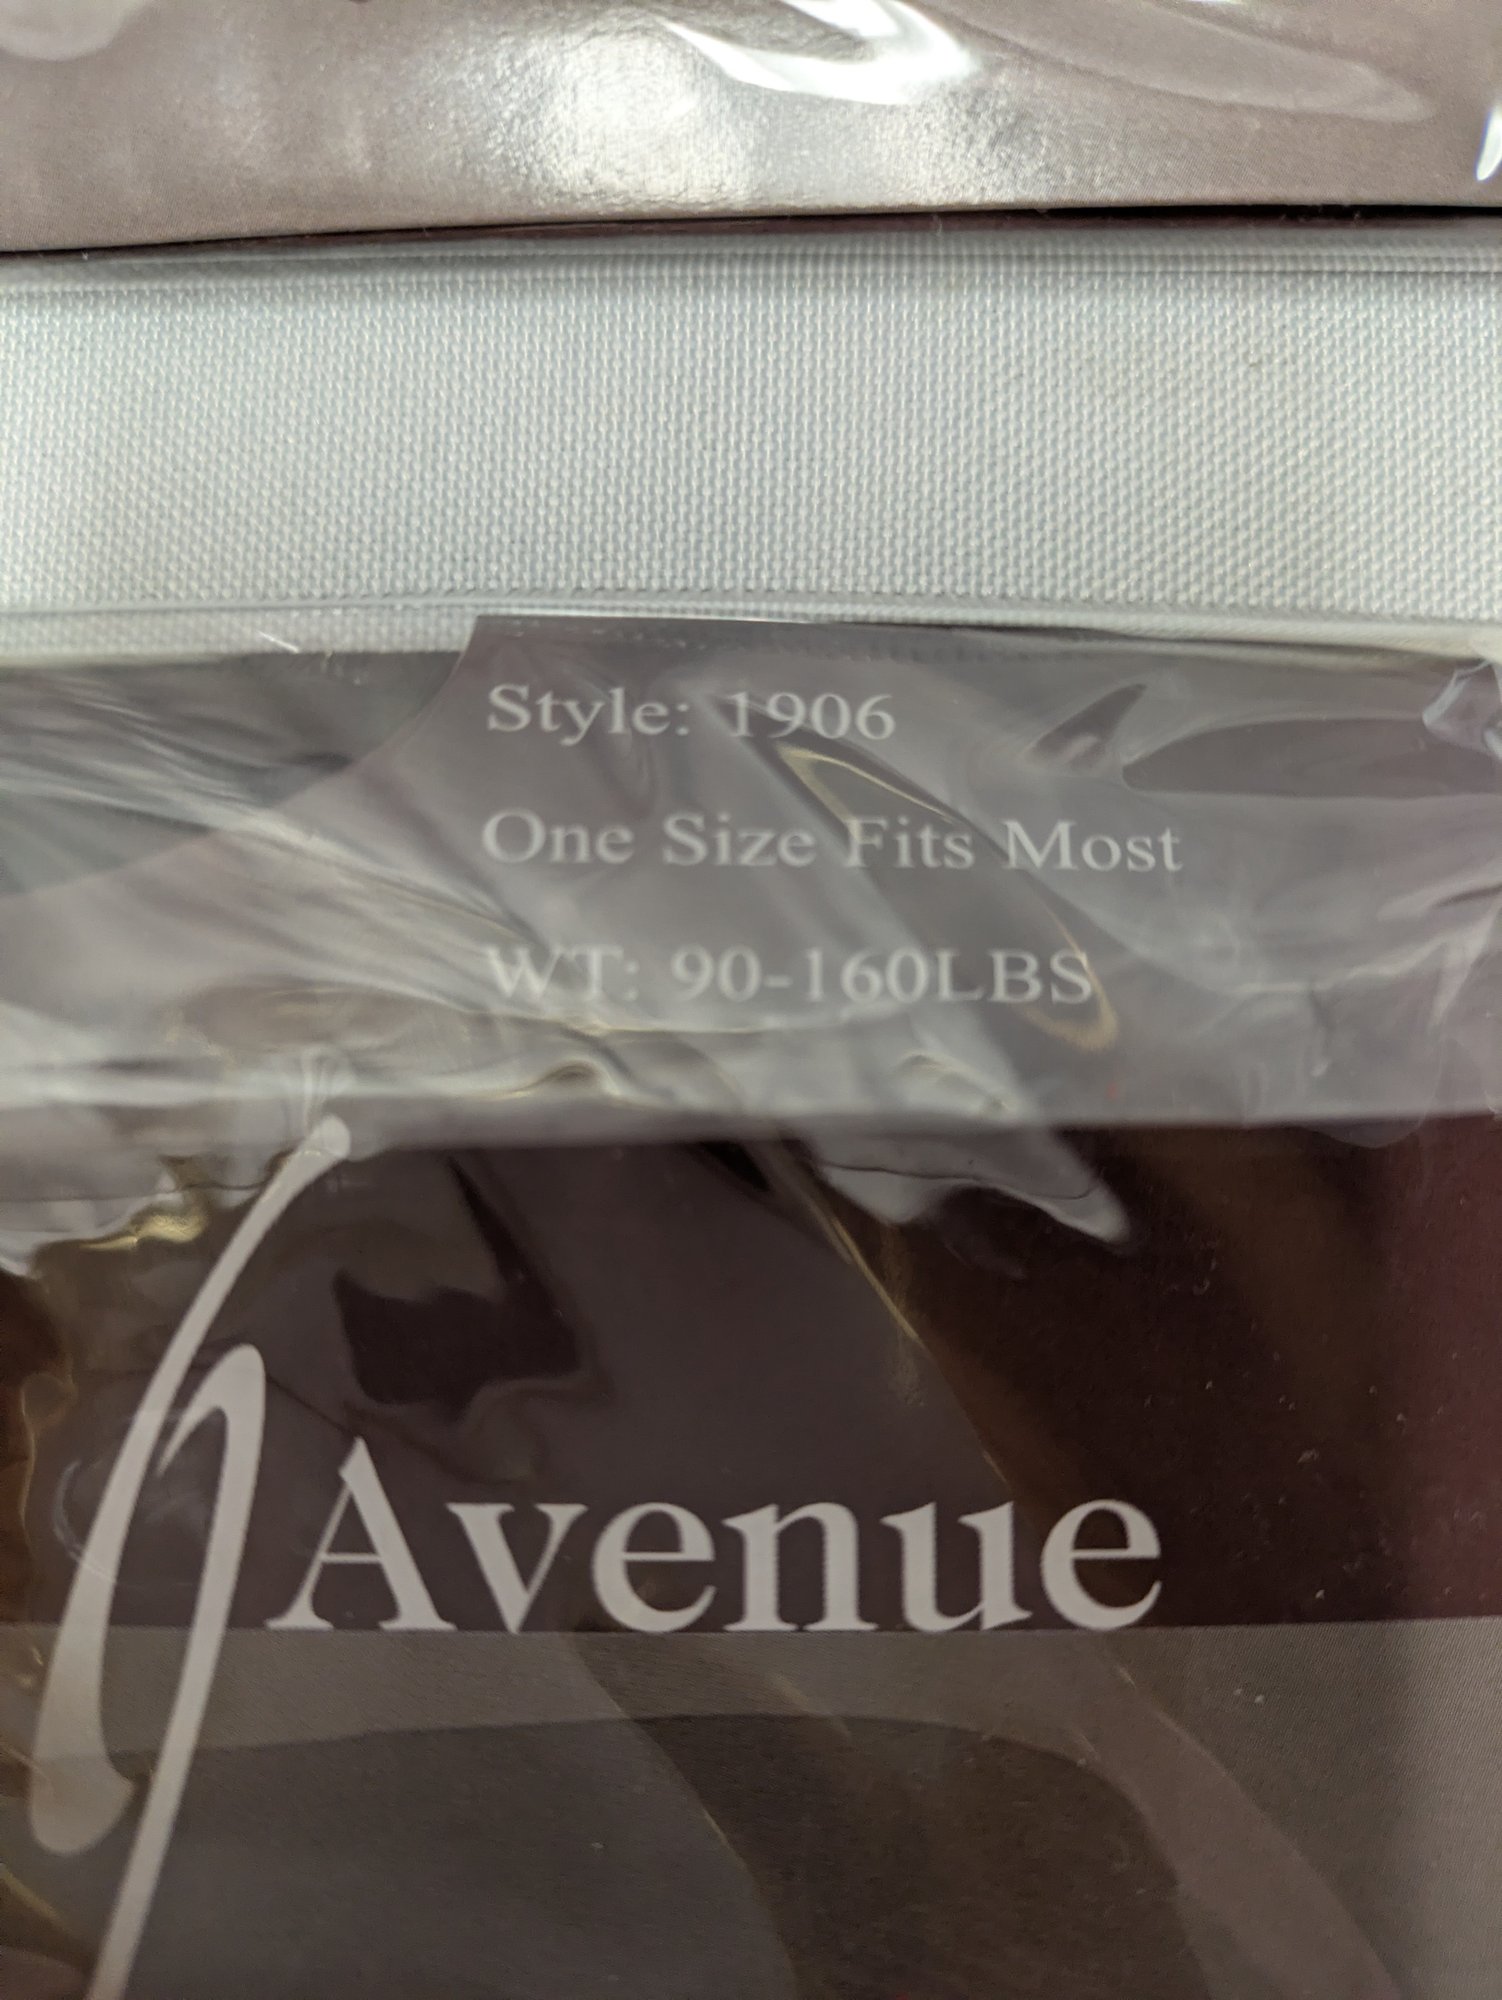 Style: 1906
One Size Fits Most
WT: 90-160LBS
Avenue